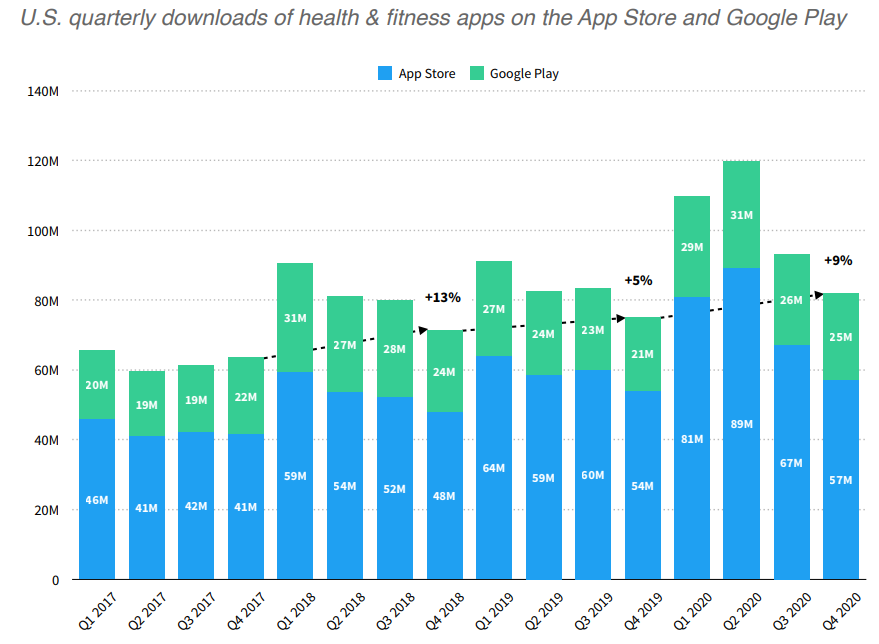 U.S. quarterly downloads of health & fitness apps on the App Store and Google Play
App Store Google Play
140M
120M
100M
80M
60M
40M
20M
0
+13%
+5%
+9%
20M 19M 19M 22M 31M 27M 28M 24M 27M 24M 23M 21M 29M 31M 26M 25M
46M 41M 42M 41M 59M 54M 52M 48M 64M 59M 60M 54M 81M 89M 67M 57M
Q1 2017 Q2 2017 Q3 2017 Q4 2017 Q1 2018 Q2 2018 Q3 2018 Q4 2018 Q1 2019 Q2 2019 Q3 2019 Q4 2019 Q1 2020 Q2 2020 Q3 2020 Q4 2020